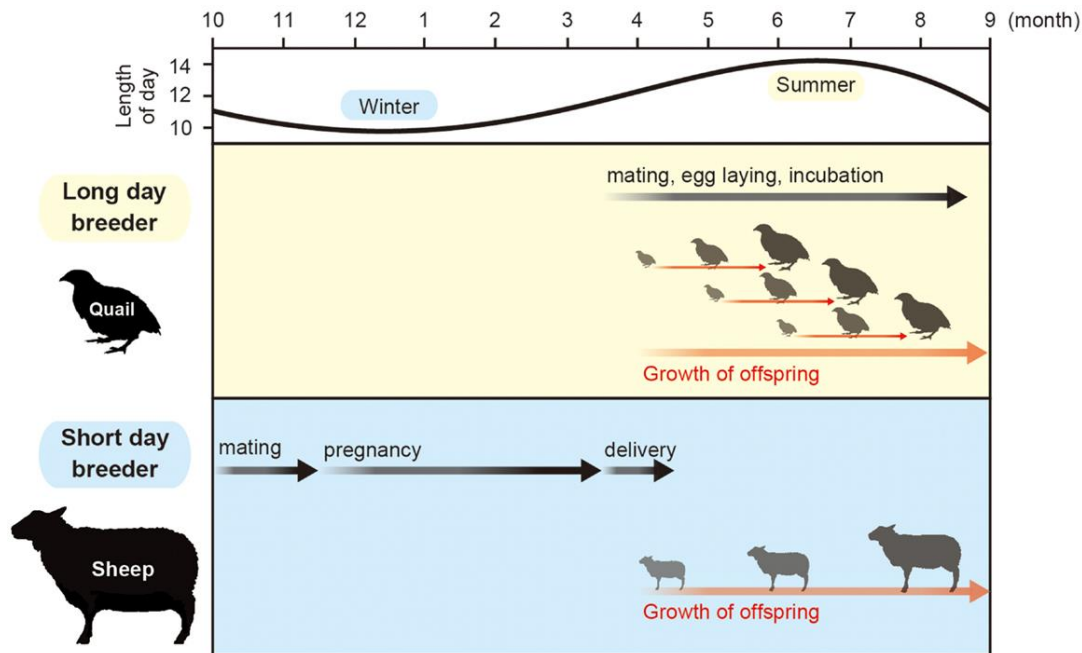 10 11 12 1 2 3 4 5 6 7 8 9 (month)
Length
of day
14
12
10
Winter
Summer
Long day
breeder
Quail
mating, egg laying, incubation
Growth of offspring
Short day
breeder
Sheep
mating
pregnancy
delivery
Growth of offspring